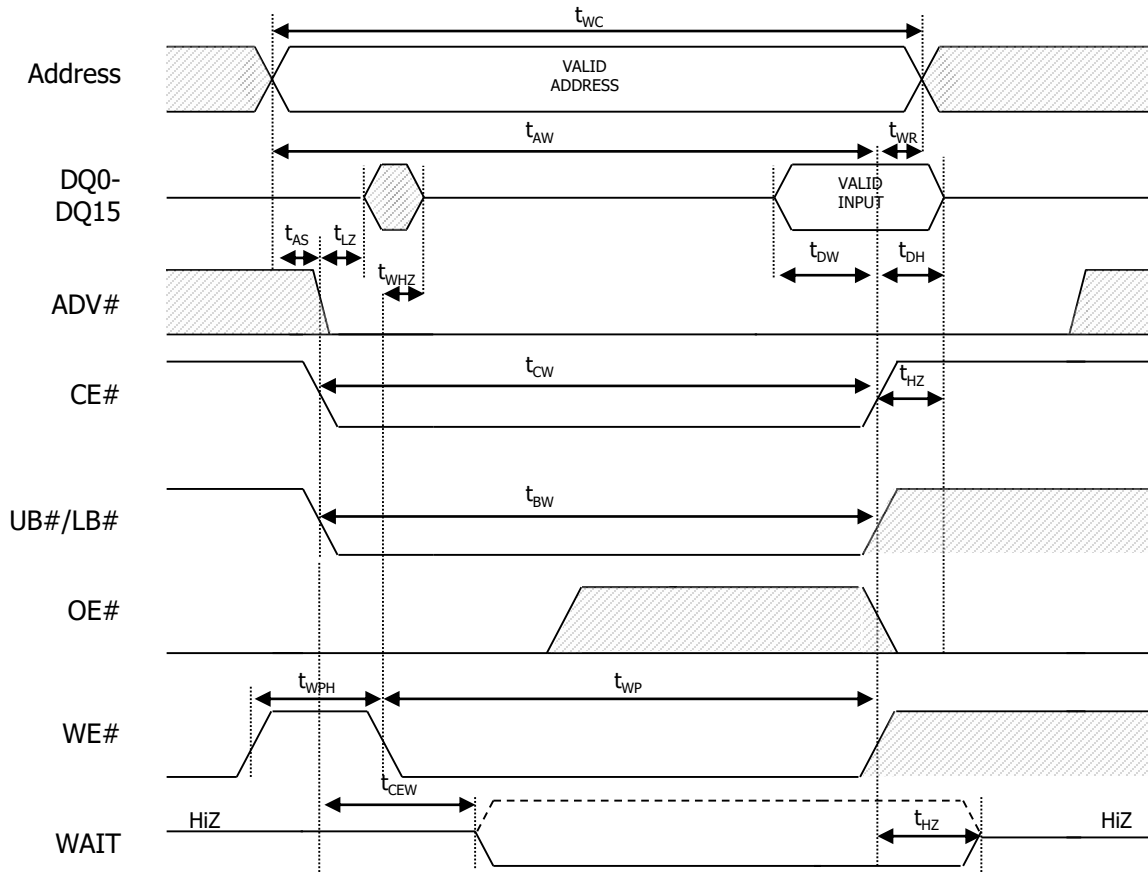 tWC
Address
VALID
ADDRESS
tAW
tWR
DQ0-
DQ15
VALID
INPUT
tAS
tLZ
tWHZ
tDW
tDH
ADV#
tCW
tHZ
CE#
tBW
UB#/LB#
OE#
tWPH
tWP
WE#
tCEW
HiZ
tHZ
HiZ
WAIT